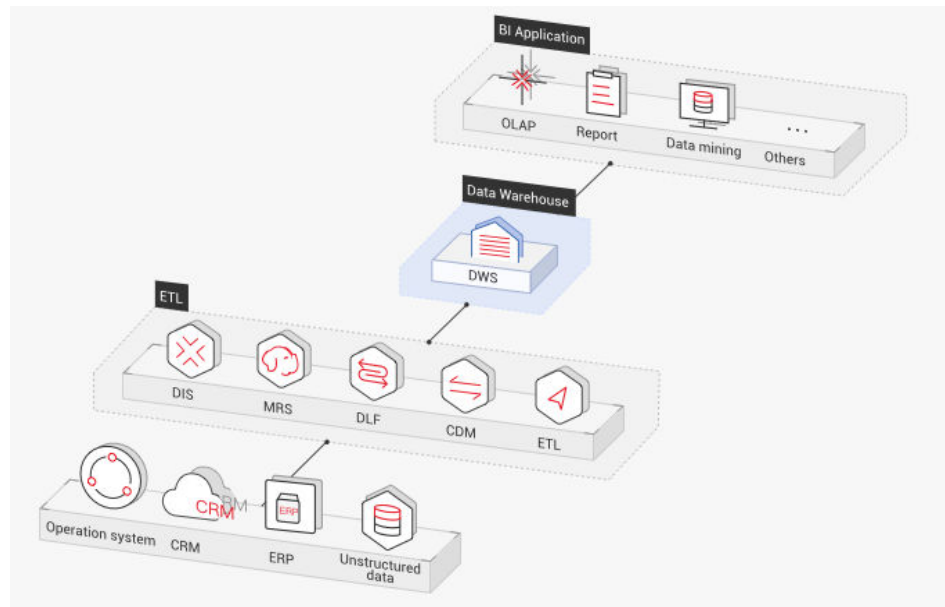 BI Application
OLAP
Report
Data mining
...
Others
Data Warehouse
DWS
ETL
DIS
MRS
DLF
CDM
ETL
CRM
RM
ERP
Operation system
CRM
ERP
Unstructured
data